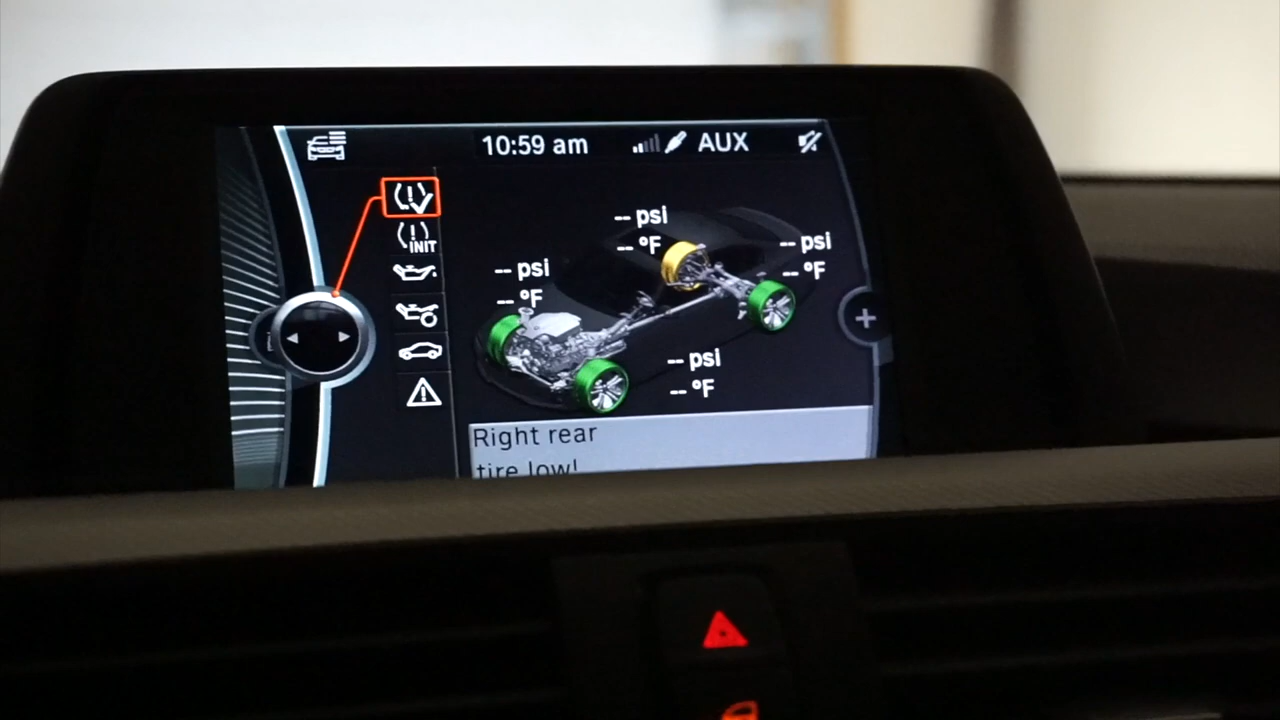 10:59 am
AUX
INIT
-- psi
-- °F
-- psi
-- °F
-- psi
-- °F
-- psi
-- °F
Right rear
tire low!